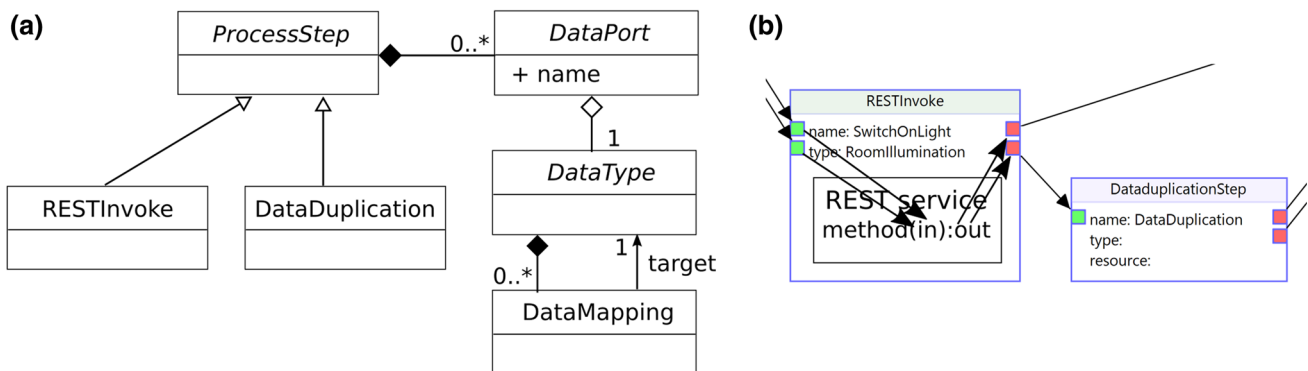 (a)
ProcessStep
0..*
DataPort
+ name
1
DataType
RESTInvoke
DataDuplication
1
target
0..*
DataMapping
(b)
RESTInvoke
name: SwitchOnLight
type: RoomIllumination
REST service
method(in):out
DataduplicationStep
name: DataDuplication
type:
resource: